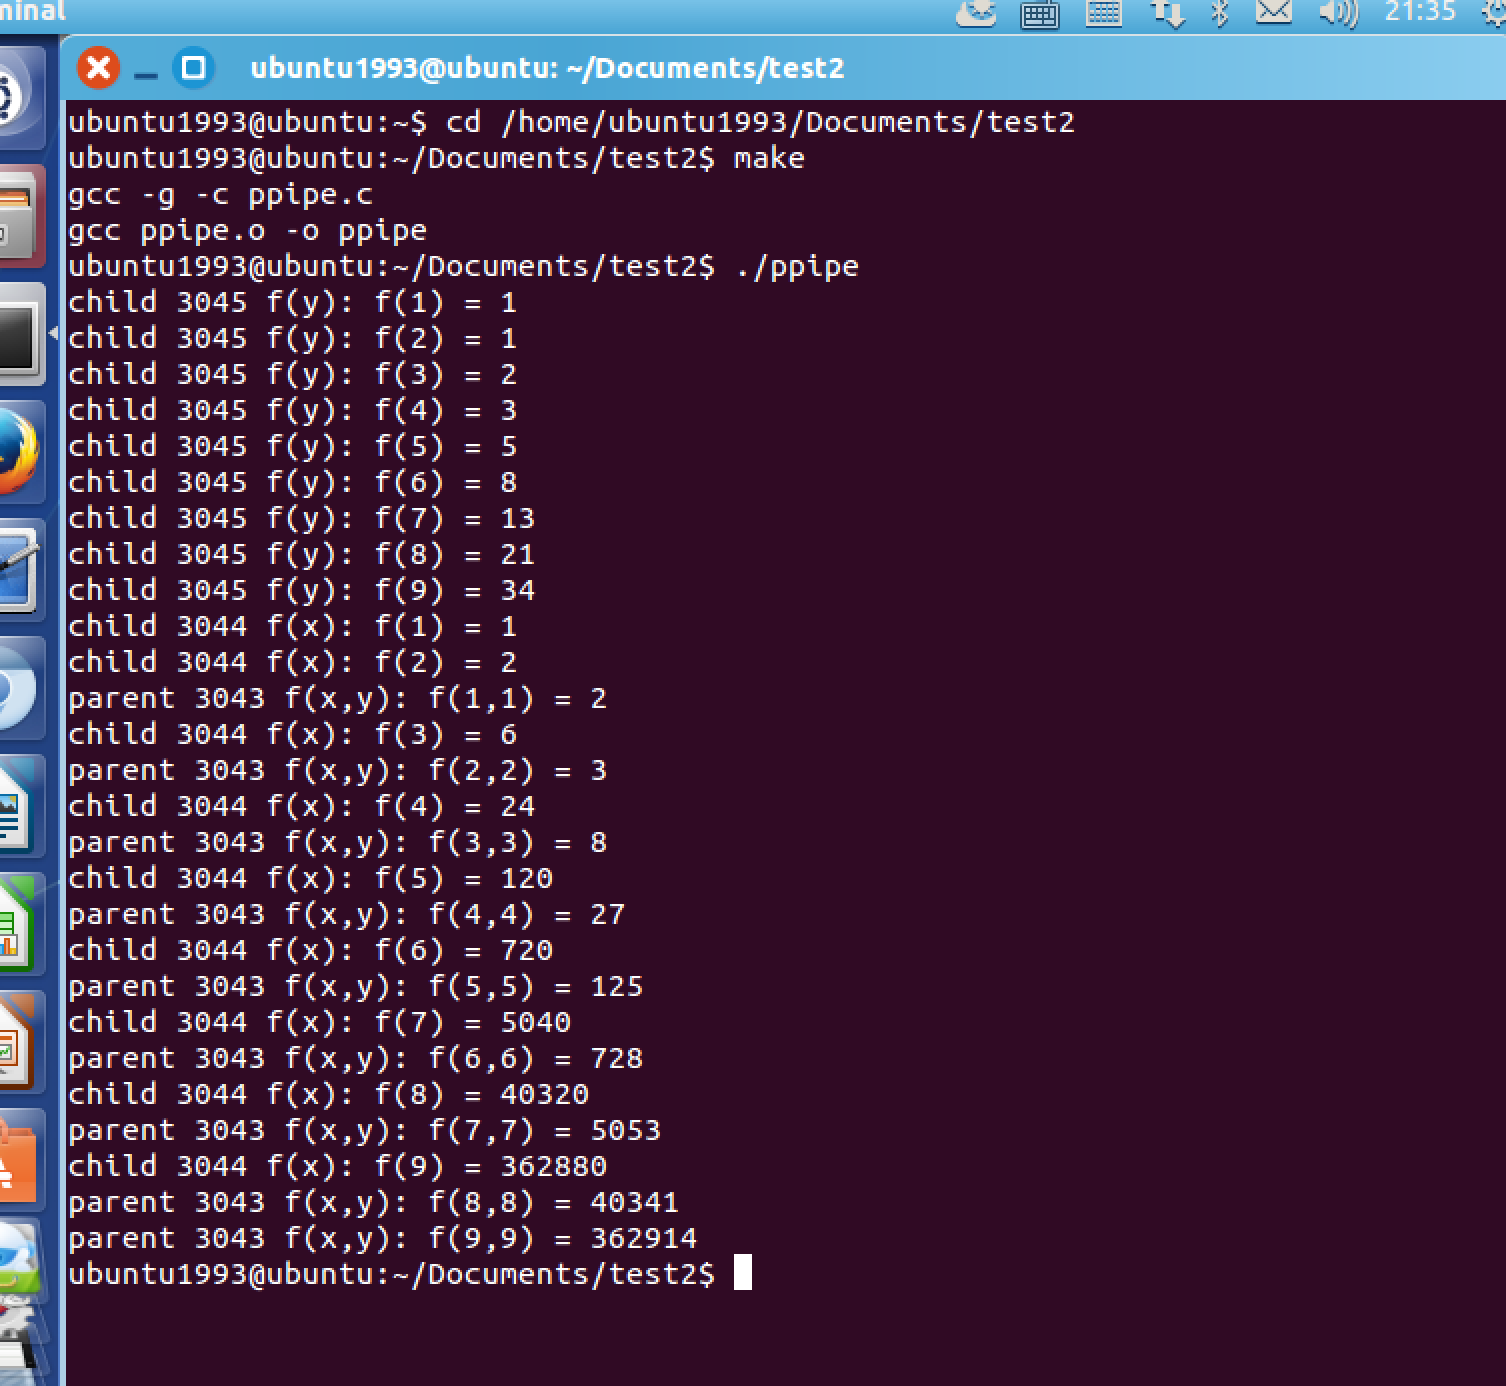 minal
21:35
ubuntu1993@ubuntu: ~/Documents/test2
ubuntu1993@ubuntu:~$ cd /home/ubuntu1993/Documents/test2
ubuntu1993@ubuntu:~/Documents/test2$ make
gcc -g -c ppipe.c
gcc ppipe.o -o ppipe
ubuntu1993@ubuntu:~/Documents/test2$ ./ppipe
child 3045 f(y): f(1) = 1
child 3045 f(y): f(2) = 1
child 3045 f(y): f(3) = 2
child 3045 f(y): f(4) = 3
child 3045 f(y): f(5) = 5
child 3045 f(y): f(6) = 8
child 3045 f(y): f(7) = 13
child 3045 f(y): f(8) = 21
child 3045 f(y): f(9) = 34
child 3044 f(x): f(1) = 1
child 3044 f(x): f(2) = 2
parent 3043 f(x,y): f(1,1) = 2
child 3044 f(x): f(3) = 6
parent 3043 f(x,y): f(2,2) = 3
child 3044 f(x): f(4) = 24
parent 3043 f(x,y): f(3,3) = 8
child 3044 f(x): f(5) = 120
parent 3043 f(x,y): f(4,4) = 27
child 3044 f(x): f(6) = 720
parent 3043 f(x,y): f(5,5) = 125
child 3044 f(x): f(7) = 5040
parent 3043 f(x,y): f(6,6) = 728
child 3044 f(x): f(8) = 40320
parent 3043 f(x,y): f(7,7) = 5053
child 3044 f(x): f(9) = 362880
parent 3043 f(x,y): f(8,8) = 40341
parent 3043 f(x,y): f(9,9) = 362914
ubuntu1993@ubuntu:~/Documents/test2$